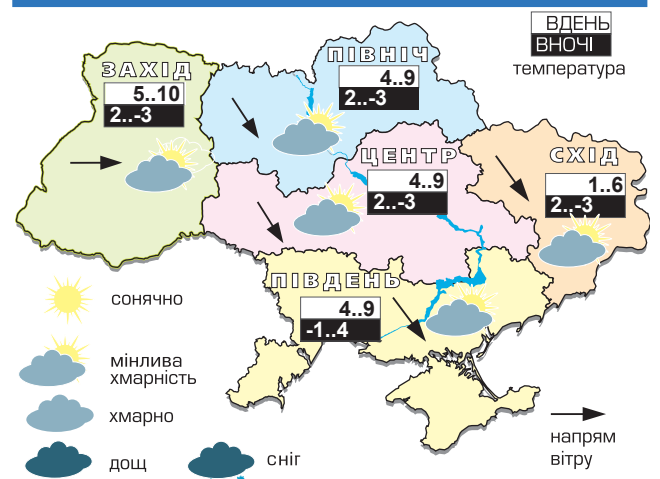 ВДЕНЬ
ВНОЧІ
температура
ЗАХІД
5..10
2..-3
ПІВНІЧ
4..9
2..-3
ЦЕНТР
4..9
2..-3
СХІД
1..6
2..-3
ПІВДЕНЬ
4..9
-1..4
сонячно
мінлива
хмарність
хмарно
дощ
сніг
напрям
вітру